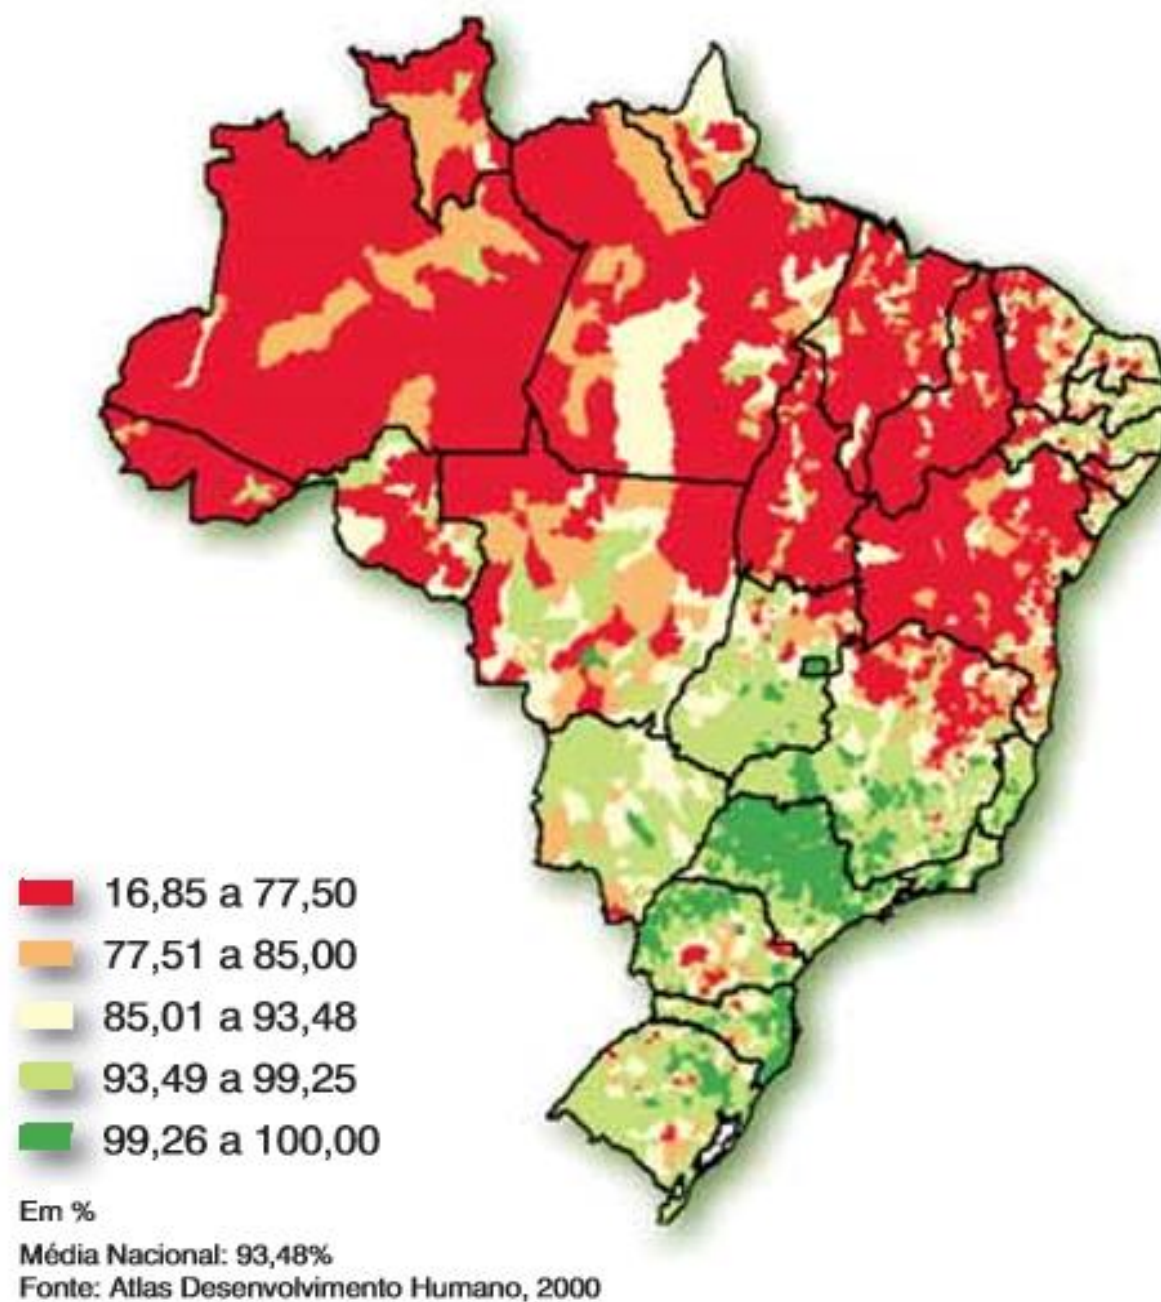 16,85 a 77,50
77,51 a 85,00
85,01 a 93,48
93,49 a 99,25
99,26 a 100,00
Em %
Média Nacional: 93,48%
Fonte: Atlas Desenvolvimento Humano, 2000